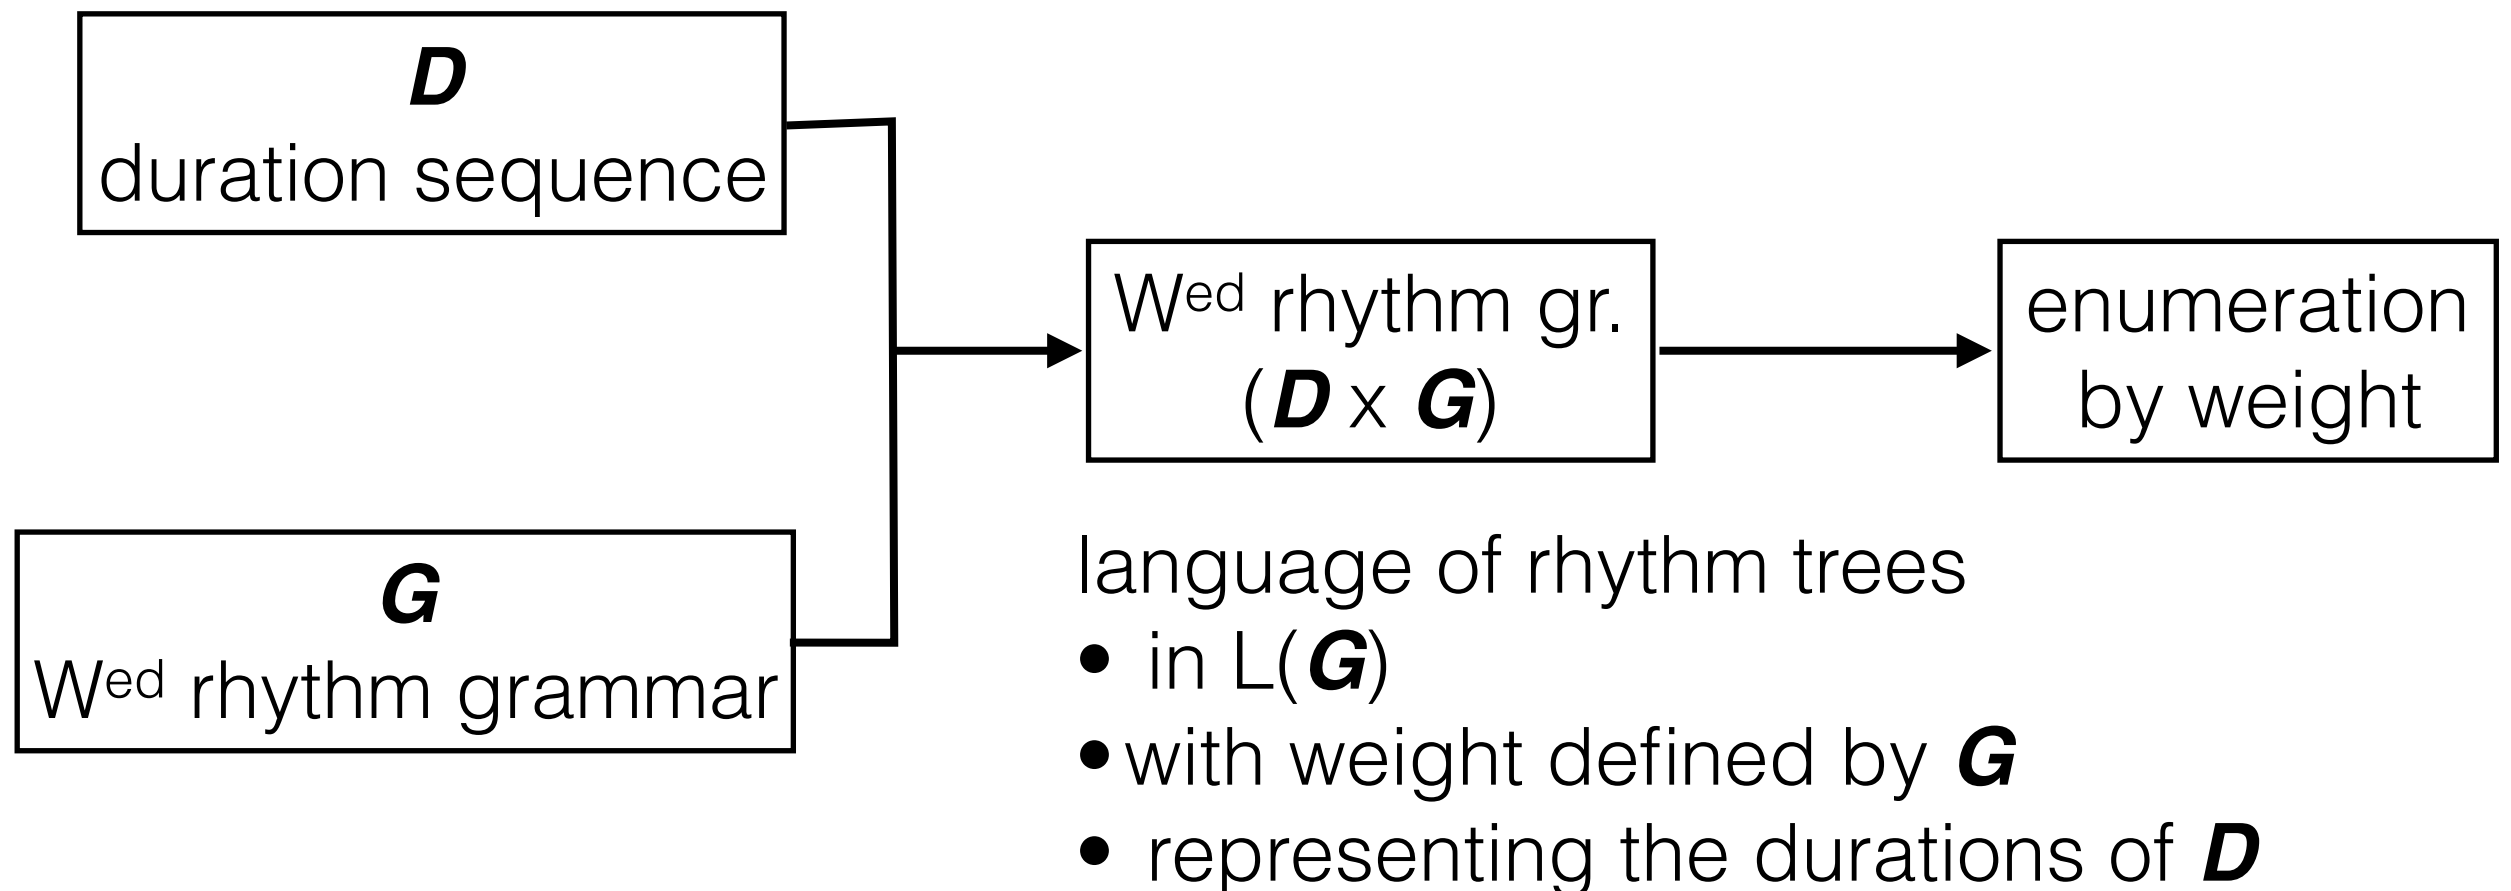 D
duration sequence
G
Wed rhythm grammar
Wed rhythm gr.
(D x G)
enumeration
by weight
language of rhythm trees
• in L(G)
• with weight defined by G
• representing the durations of D